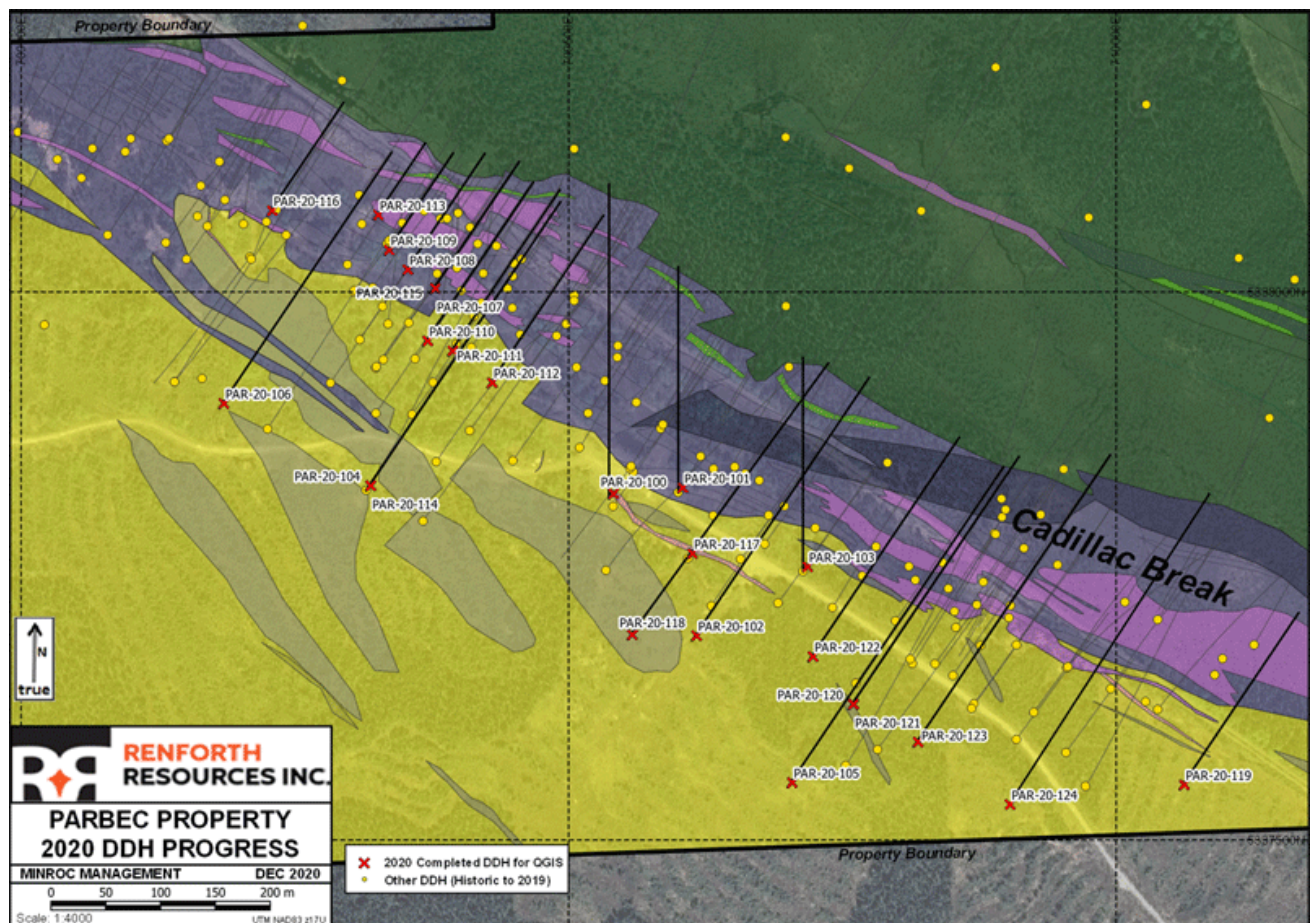 Property Boundary
PAR-20-116
PAR-20-113
PAR-20-109
PAR-20-108
PAR-20-115
PAR-20-107
5338000N
PAR-20-110
PAR-20-111
PAR-20-112
PAR-20-106
PAR-20-104
PAR-20-114
PAR-20-100
PAR-20-101
Cadillac Break
PAR-20-117
PAR-20-103
PAR-20-118
PAR-20-102
PAR-20-122
PAR-20-120
PAR-20-121
PAR-20-123
PAR-20-105
PAR-20-124
PAR-20-119
N
true
RENFORTH
RESOURCES INC.
PARBEC PROPERTY
2020 DDH PROGRESS
MINROC MANAGEMENT DEC 2020
0 50 100 150 200 m
Scale: 1:4000 UTM NAD83 z17U
2020 Completed DDH for QGIS
Other DDH (Historic to 2019)
Property Boundary
5337500N